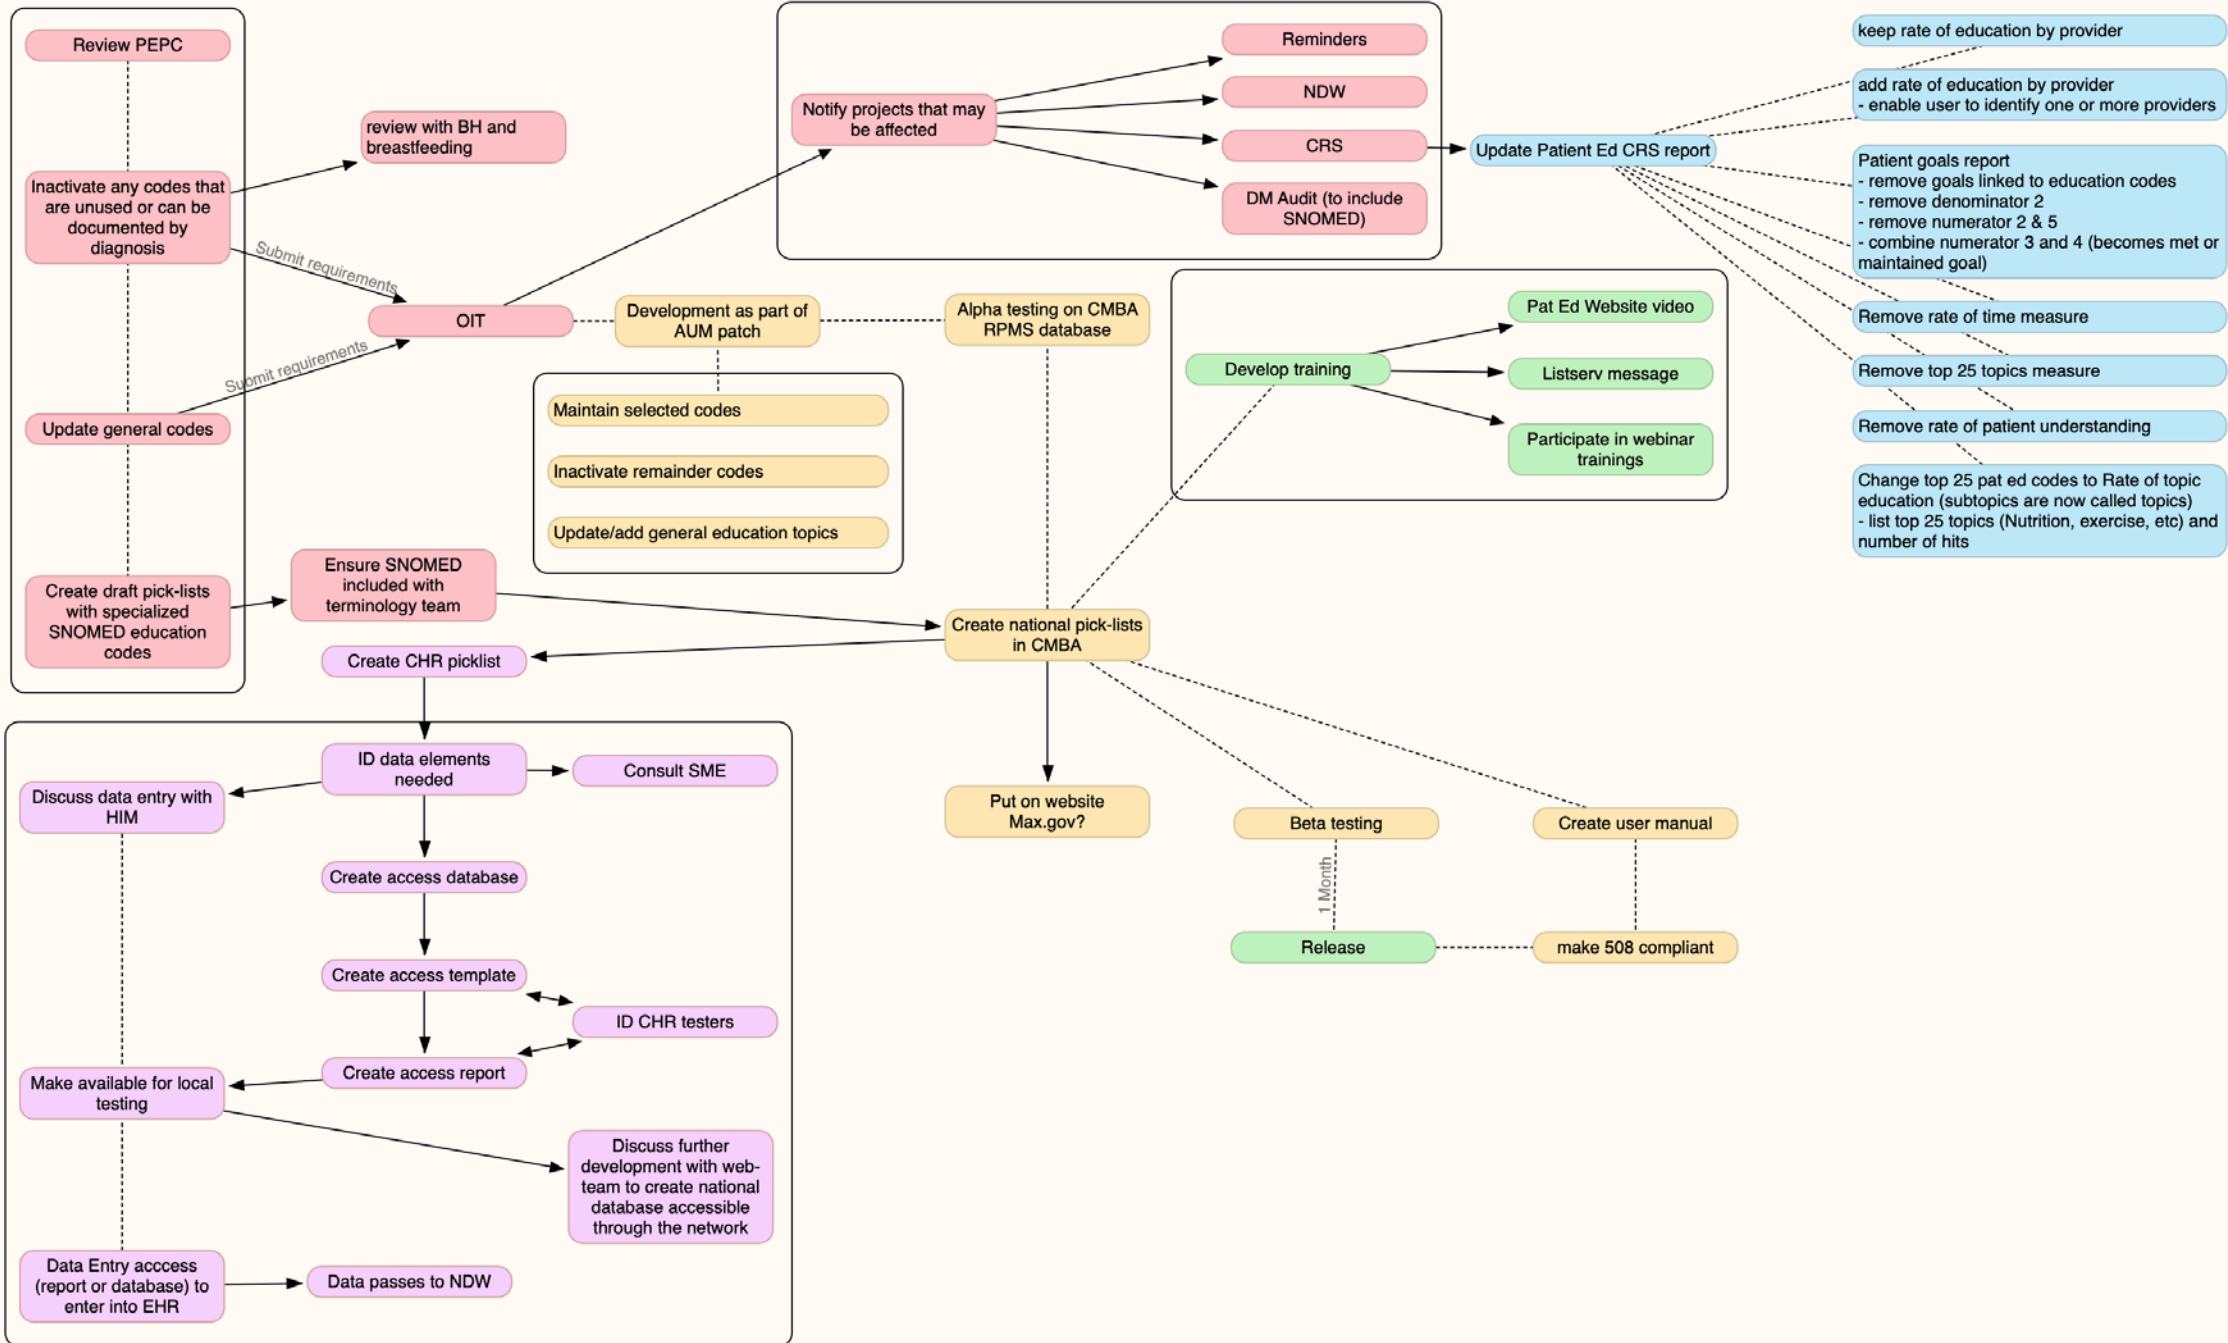 Review PEPC
Inactivate any codes that
are unused or can be
documented by
diagnosis
Update general codes
Create draft pick-lists
with specialized
SNOMED education
codes
review with BH and
breastfeeding
Submit requirements
OIT
Submit requirements
Ensure SNOMED
included with
terminology team
Development as part of
AUM patch
Maintain selected codes
Inactivate remainder codes
Update/add general education topics
Alpha testing on CMBA
RPMS database
Notify projects that may
be affected
Reminders
NDW
CRS
DM Audit (to include
SNOMED)
Update Patient Ed CRS report
keep rate of education by provider
add rate of education by provider
- enable user to identify one or more providers
Patient goals report
- remove goals linked to education codes
- remove denominator 2
- remove numerator 2 & 5
- combine numerator 3 and 4 (becomes met or
maintained goal)
Remove rate of time measure
Remove top 25 topics measure
Remove rate of patient understanding
Change top 25 pat ed codes to Rate of topic
education (subtopics are now called topics)
- list top 25 topics (Nutrition, exercise, etc) and
number of hits
Develop training
Pat Ed Website video
Listserv message
Participate in webinar
trainings
Create national pick-lists
in CMBA
Put on website
Max.gov?
Beta testing
1 Month
Release
Create user manual
make 508 compliant
Create CHR picklist
ID data elements
needed
Consult SME
Discuss data entry with
HIM
Create access database
Create access template
ID CHR testers
Create access report
Make available for local
testing
Discuss further
development with web-
team to create national
database accessible
through the network
Data Entry acccess
(report or database) to
enter into EHR
Data passes to NDW